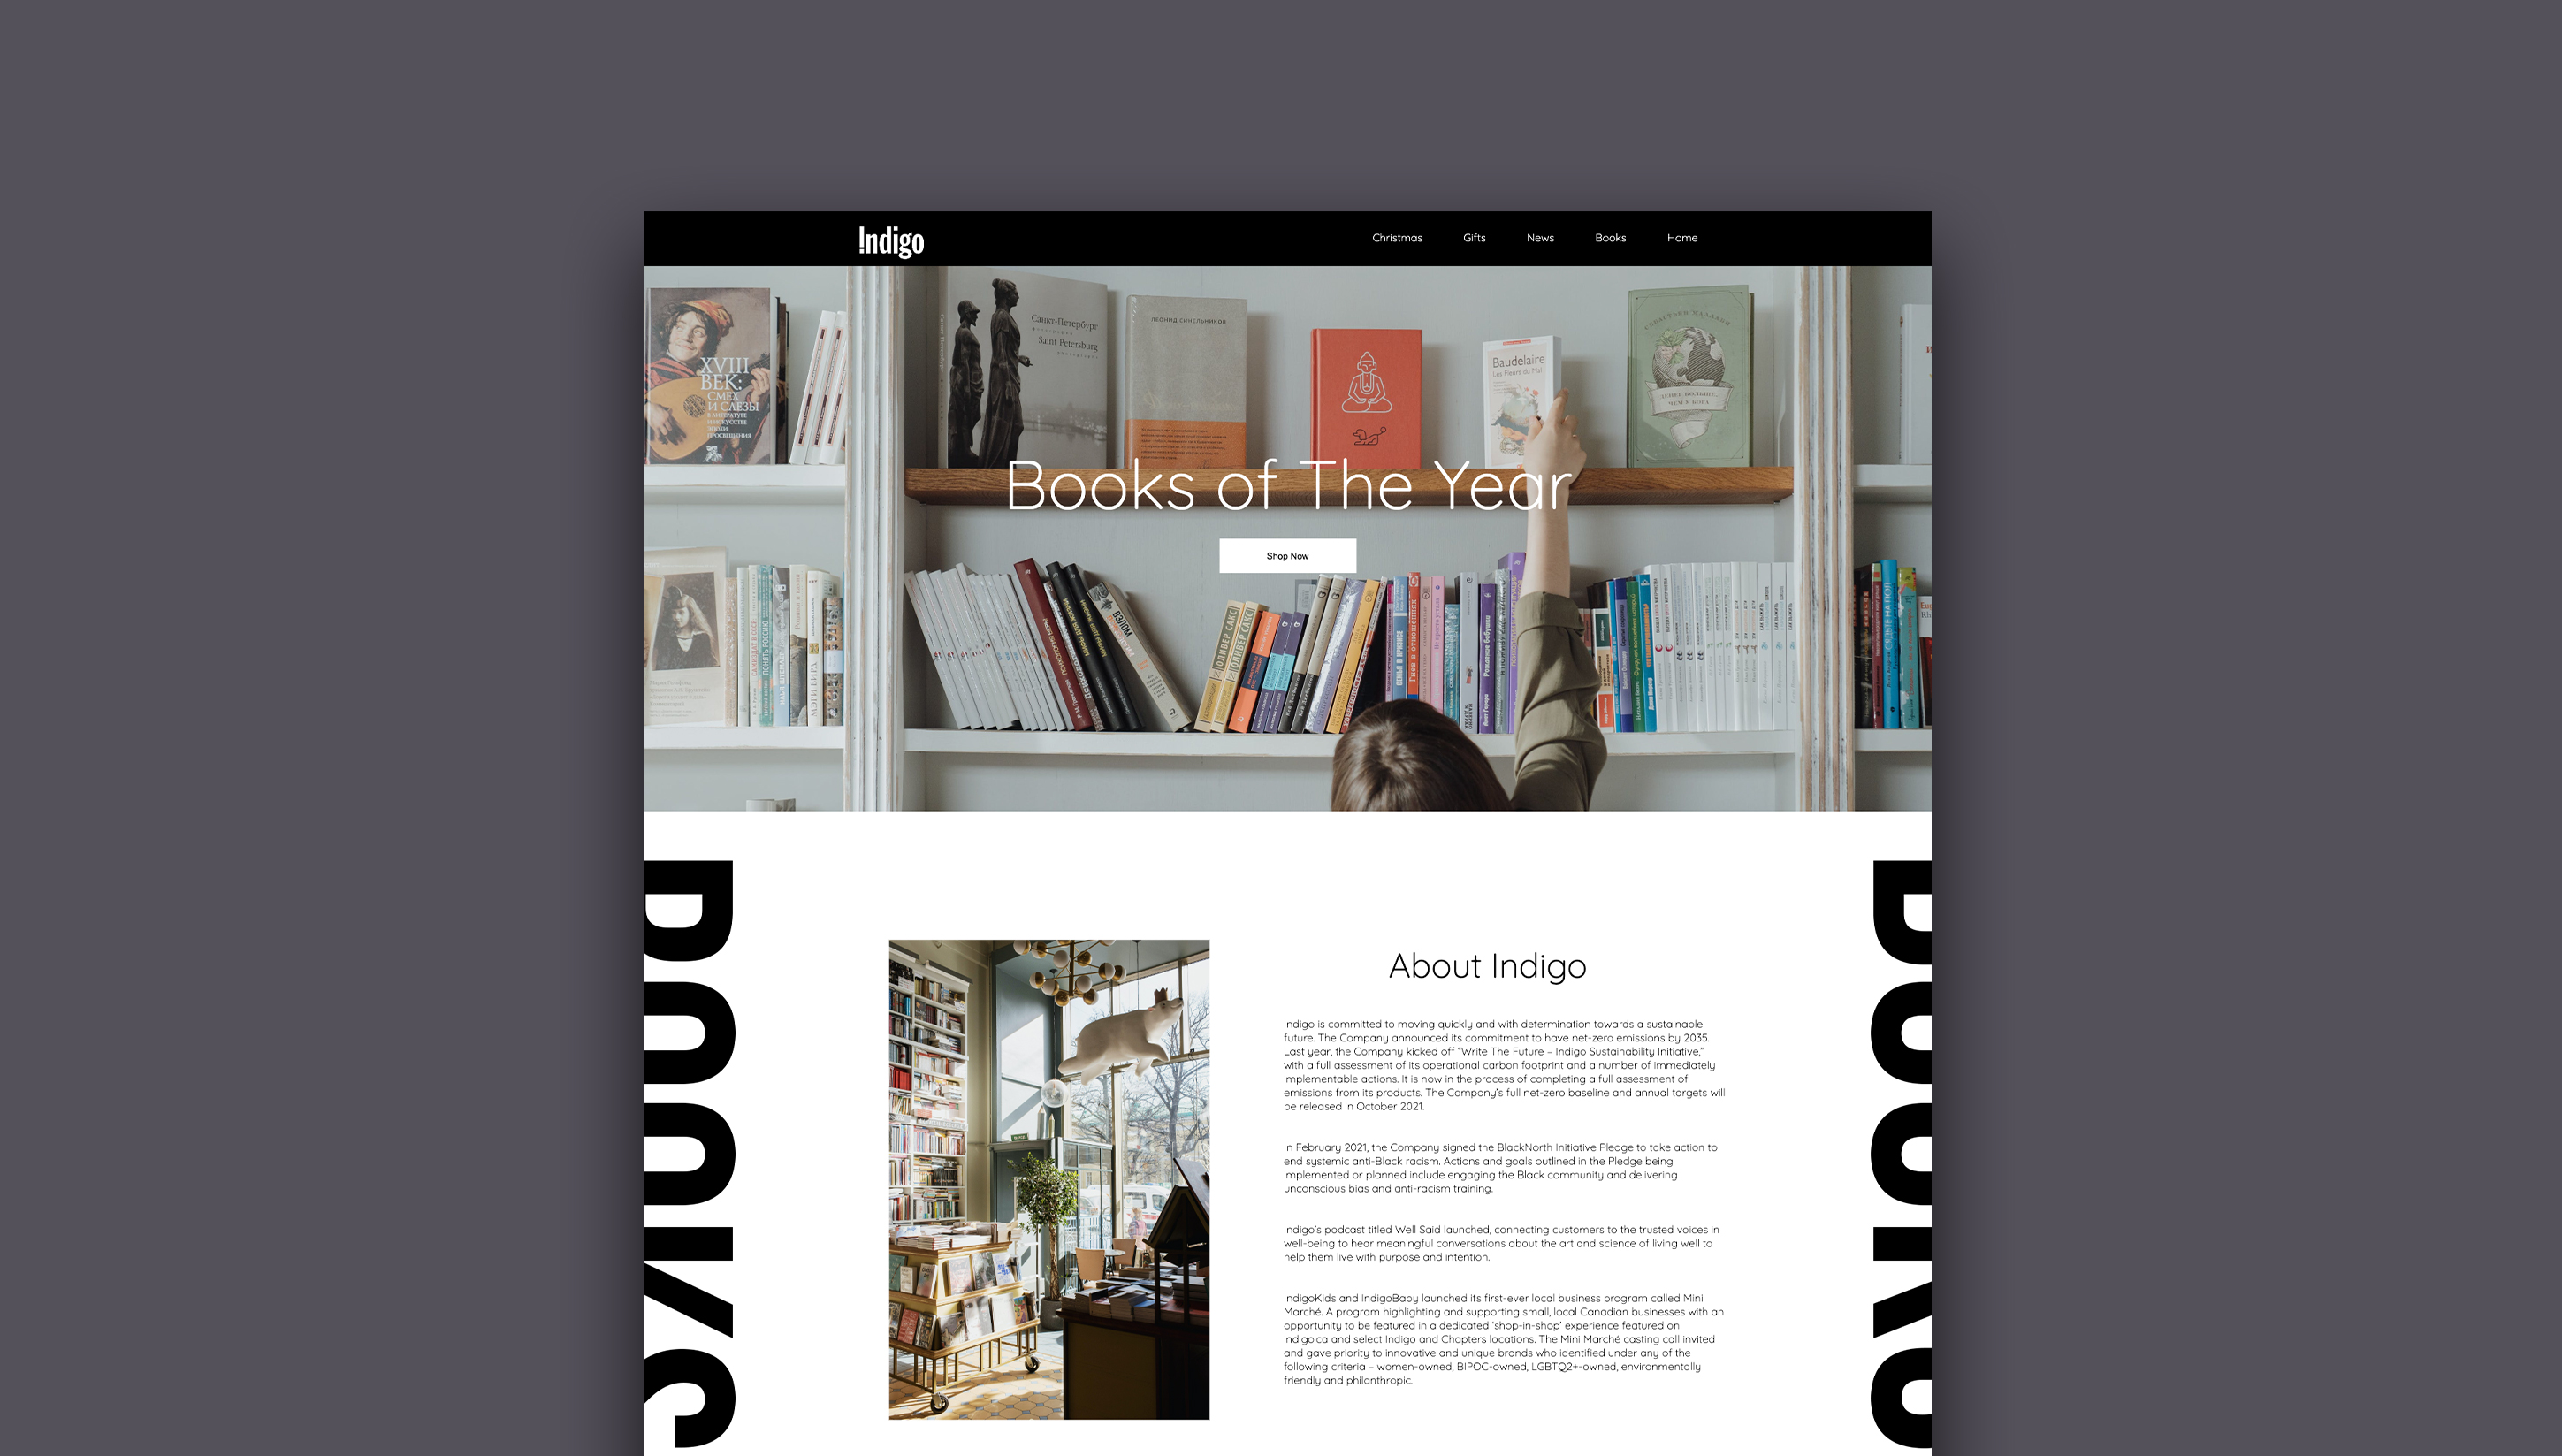 !ndigo
Christmas
Gifts
News
Books
Home
XVIII
ВЕК:
СМЕХ
И СЛЕЗЫ
В ЛИТЕРАТУРЕ
И ИСКУССТВЕ
ЭПОХИ
ПРОСВЕЩЕНИЯ
Санкт-Петербург
Saint Petersburg
ЛЕОНИД СИНЕЛЬНИКОВ
Baudelaire
Les Fleurs du Mal
Books of The Year
Shop Now
ВЗЛОМ
ОЛИВЕР САКС
ОЛИВЕР САКС
ПОНЯТЬ РОССИЮ
BOOKS
BOOKS
About Indigo
Indigo is committed to moving quickly and with determination towards a sustainable
future. The Company announced its commitment to have net-zero emissions by 2035.
Last year, the Company kicked off “Write The Future – Indigo Sustainability Initiative,”
with a full assessment of its operational carbon footprint and a number of immediately
implementable actions. It is now in the process of completing a full assessment of
emissions from its products. The Company’s full net-zero baseline and annual targets will
be released in October 2021.
In February 2021, the Company signed the BlackNorth Initiative Pledge to take action to
end systemic anti-Black racism. Actions and goals outlined in the Pledge being
implemented or planned include engaging the Black community and delivering
unconscious bias and anti-racism training.
Indigo’s podcast titled Well Said launched, connecting customers to the trusted voices in
well-being to hear meaningful conversations about the art and science of living well to
help them live with purpose and intention.
IndigoKids and IndigoBaby launched its first-ever local business program called Mini
Marché. A program highlighting and supporting small, local Canadian businesses with an
opportunity to be featured in a dedicated ‘shop-in-shop’ experience featured on
indigo.ca and select Indigo and Chapters locations. The Mini Marché casting call invited
and gave priority to innovative and unique brands who identified under any of the
following criteria – women-owned, BIPOC-owned, LGBTQ2+-owned, environmentally
friendly and philanthropic.